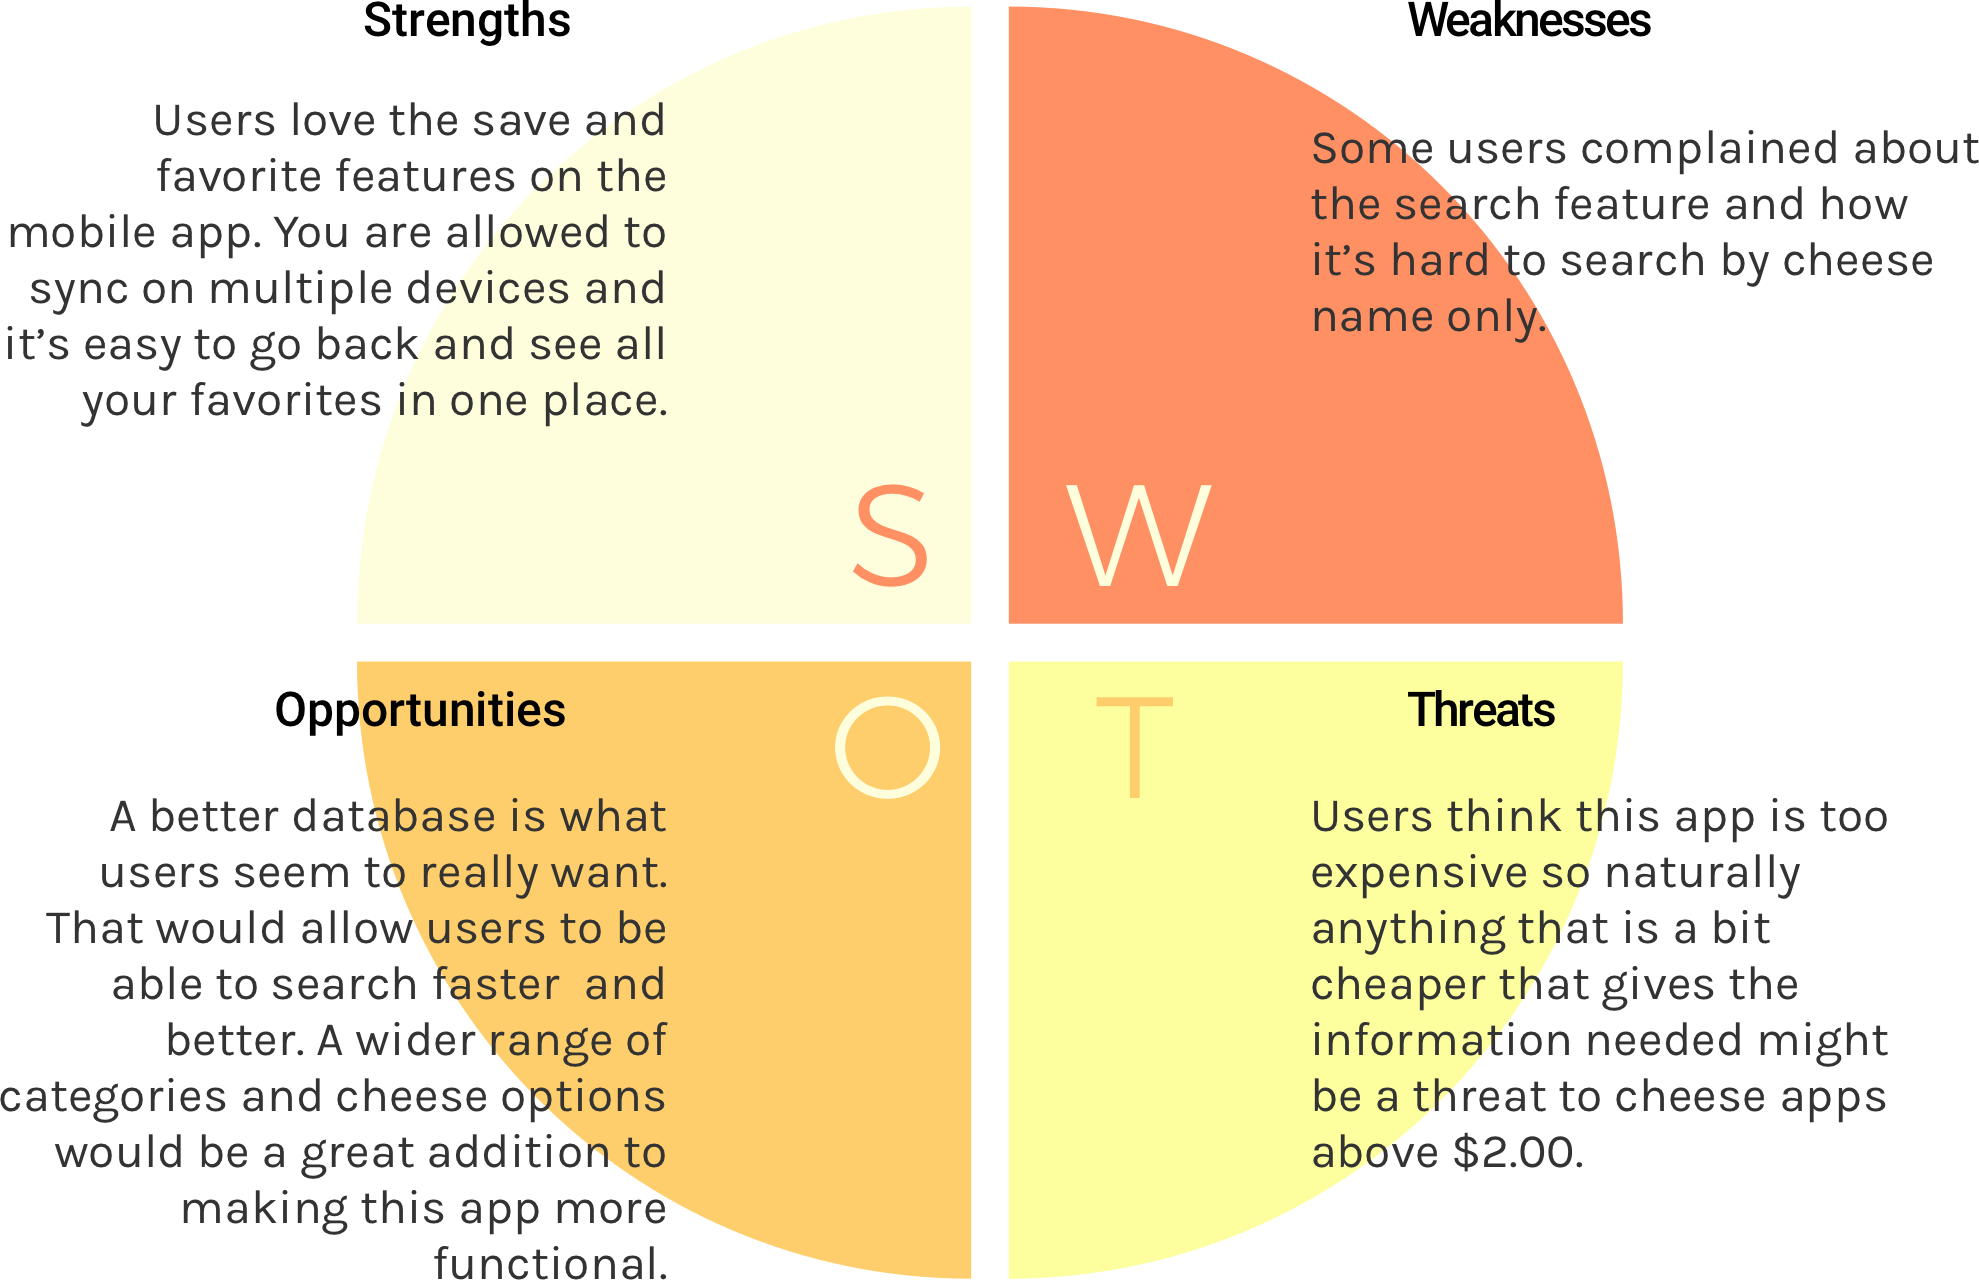 Strengths
Users love the save and
favorite features on the
mobile app. You are allowed to
sync on multiple devices and
it’s easy to go back and see all
your favorites in one place.
S
Weaknesses
Some users complained about
the search feature and how
it’s hard to search by cheese
name only.
W
Opportunities
O
A better database is what
users seem to really want.
That would allow users to be
able to search faster  and
better. A wider range of
categories and cheese options
would be a great addition to
making this app more
functional.
T
Threats
Users think this app is too
expensive so naturally
anything that is a bit
cheaper that gives the
information needed might
be a threat to cheese apps
above $2.00.